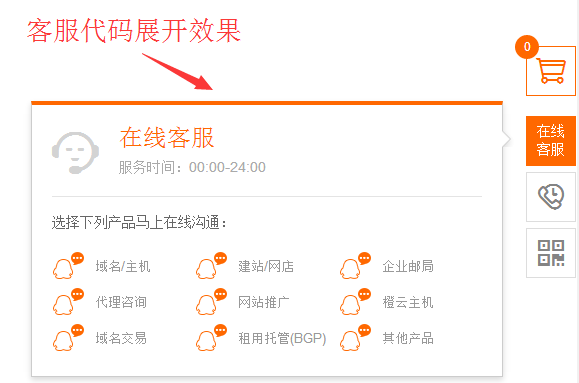 客服代码展开效果
0
在线客服
服务时间：00:00-24:00
在线
客服
选择下列产品马上在线沟通：
域名/主机
建站/网店
企业邮局
代理咨询
网站推广
橙云主机
域名交易
租用托管(BGP)
其他产品